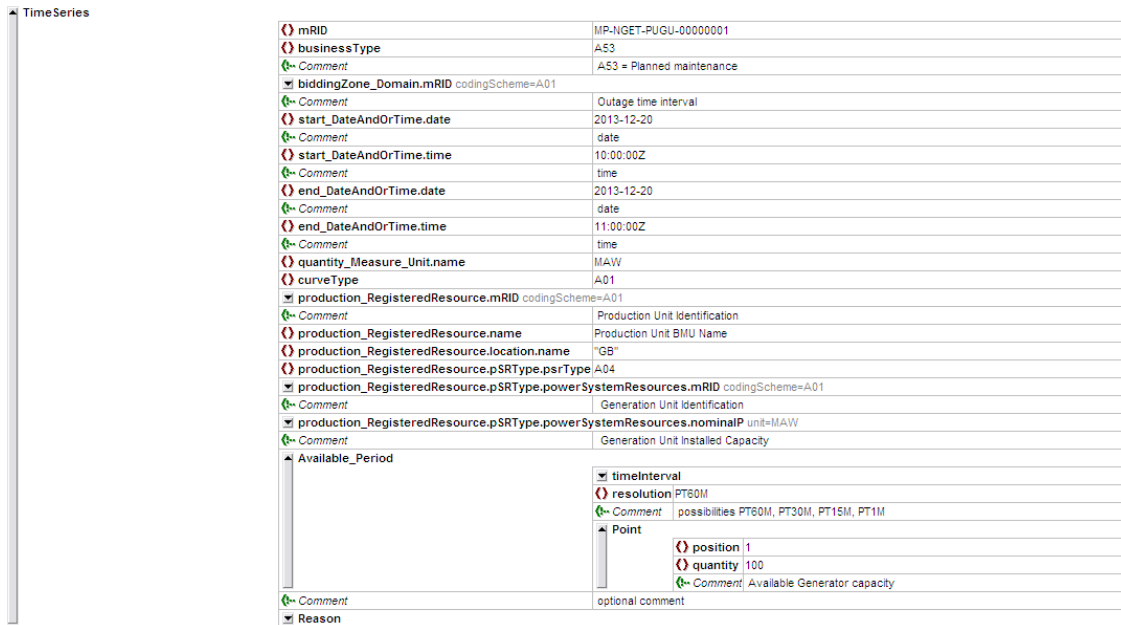 TimeSeries
mRID MP-NGET-PUGU-00000001
businessType A53
Comment A53 = Planned maintenance
biddingZone_Domain.mRID codingScheme=A01
Comment Outage time interval
start_DateAndOrTime.date 2013-12-20
Comment date
start_DateAndOrTime.time 10:00:00Z
Comment time
end_DateAndOrTime.date 2013-12-20
Comment date
end_DateAndOrTime.time 11:00:00Z
Comment time
quantity_Measure_Unit.name MAW
curveType A01
production_RegisteredResource.mRID codingScheme=A01
Comment Production Unit Identification
production_RegisteredResource.name Production Unit BMU Name
production_RegisteredResource.location.name "GB"
production_RegisteredResource.pSRType.psrType A04
production_RegisteredResource.pSRType.powerSystemResources.mRID codingScheme=A01
Comment Generation Unit Identification
production_RegisteredResource.pSRType.powerSystemResources.nominalP unit=MAW
Comment Generation Unit Installed Capacity
Available_Period
timeInterval
resolution PT60M
Comment possibilities PT60M, PT30M, PT15M, PT1M
Point
position 1
quantity 100
Comment Available Generator capacity
Comment optional comment
Reason